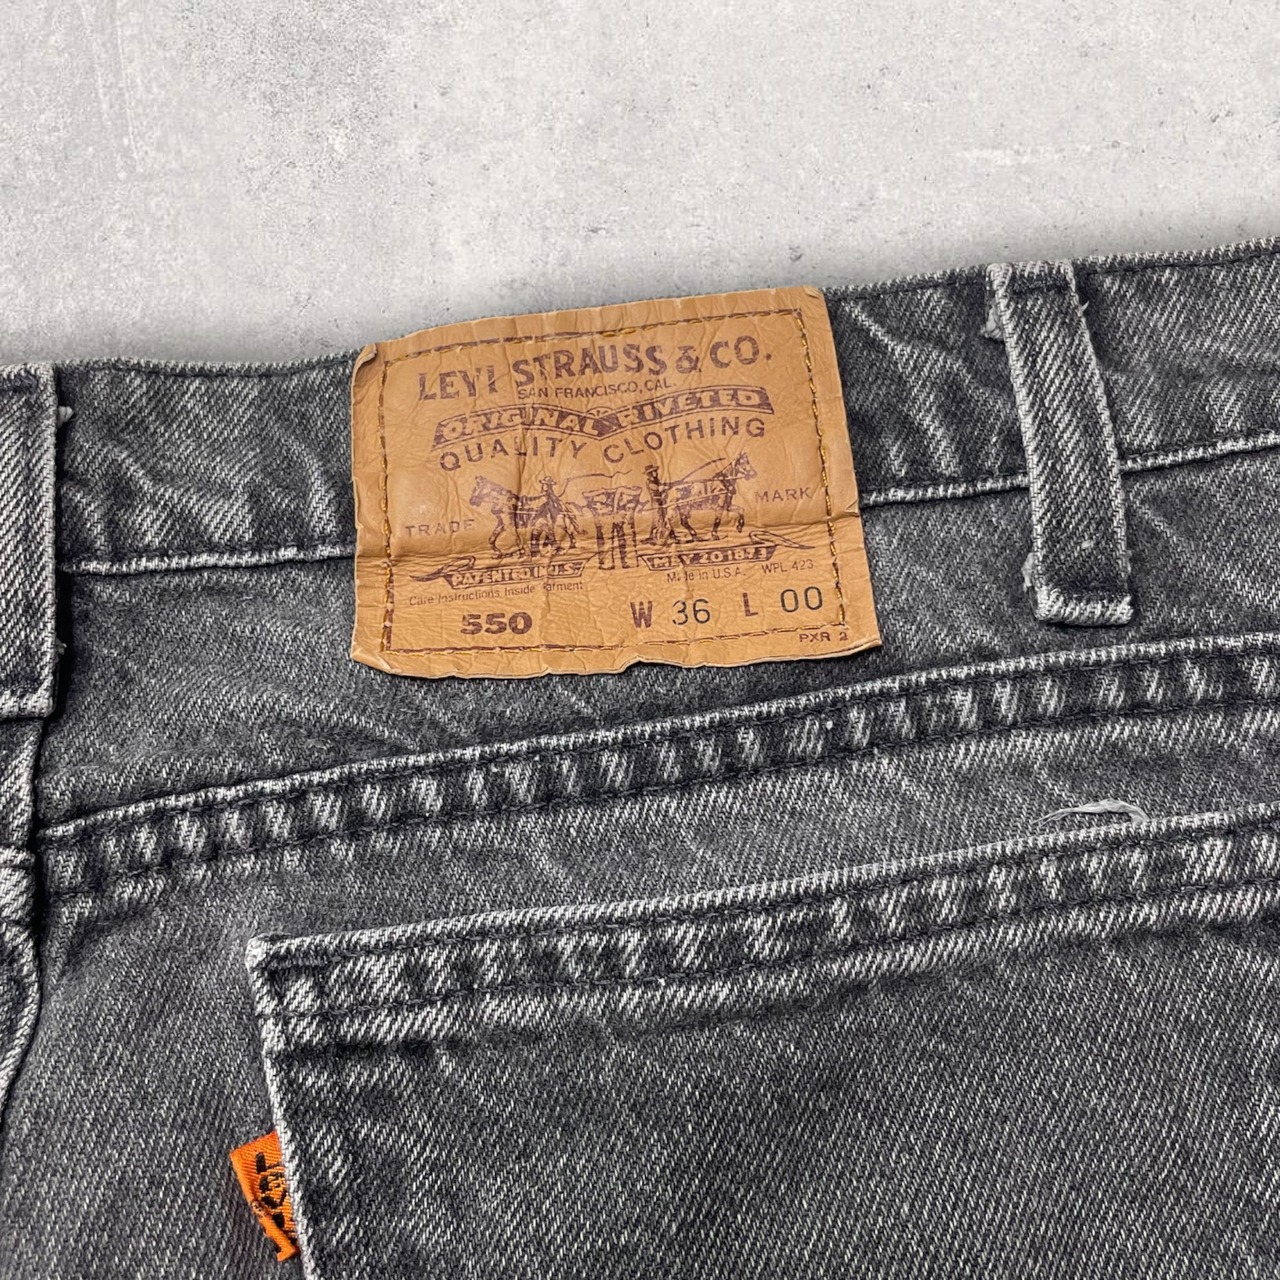 LEVI STRAUSS & CO.
SAN FRANCISCO, CAL.
ORIGINAL RIVETED
QUALITY CLOTHING
TRADE MARK
PATENTED IN U.S. MAY 20 1873
Care Instructions Inside Garment Made in U.S.A. WPL 423
550 W 36 L 00
PXR 2